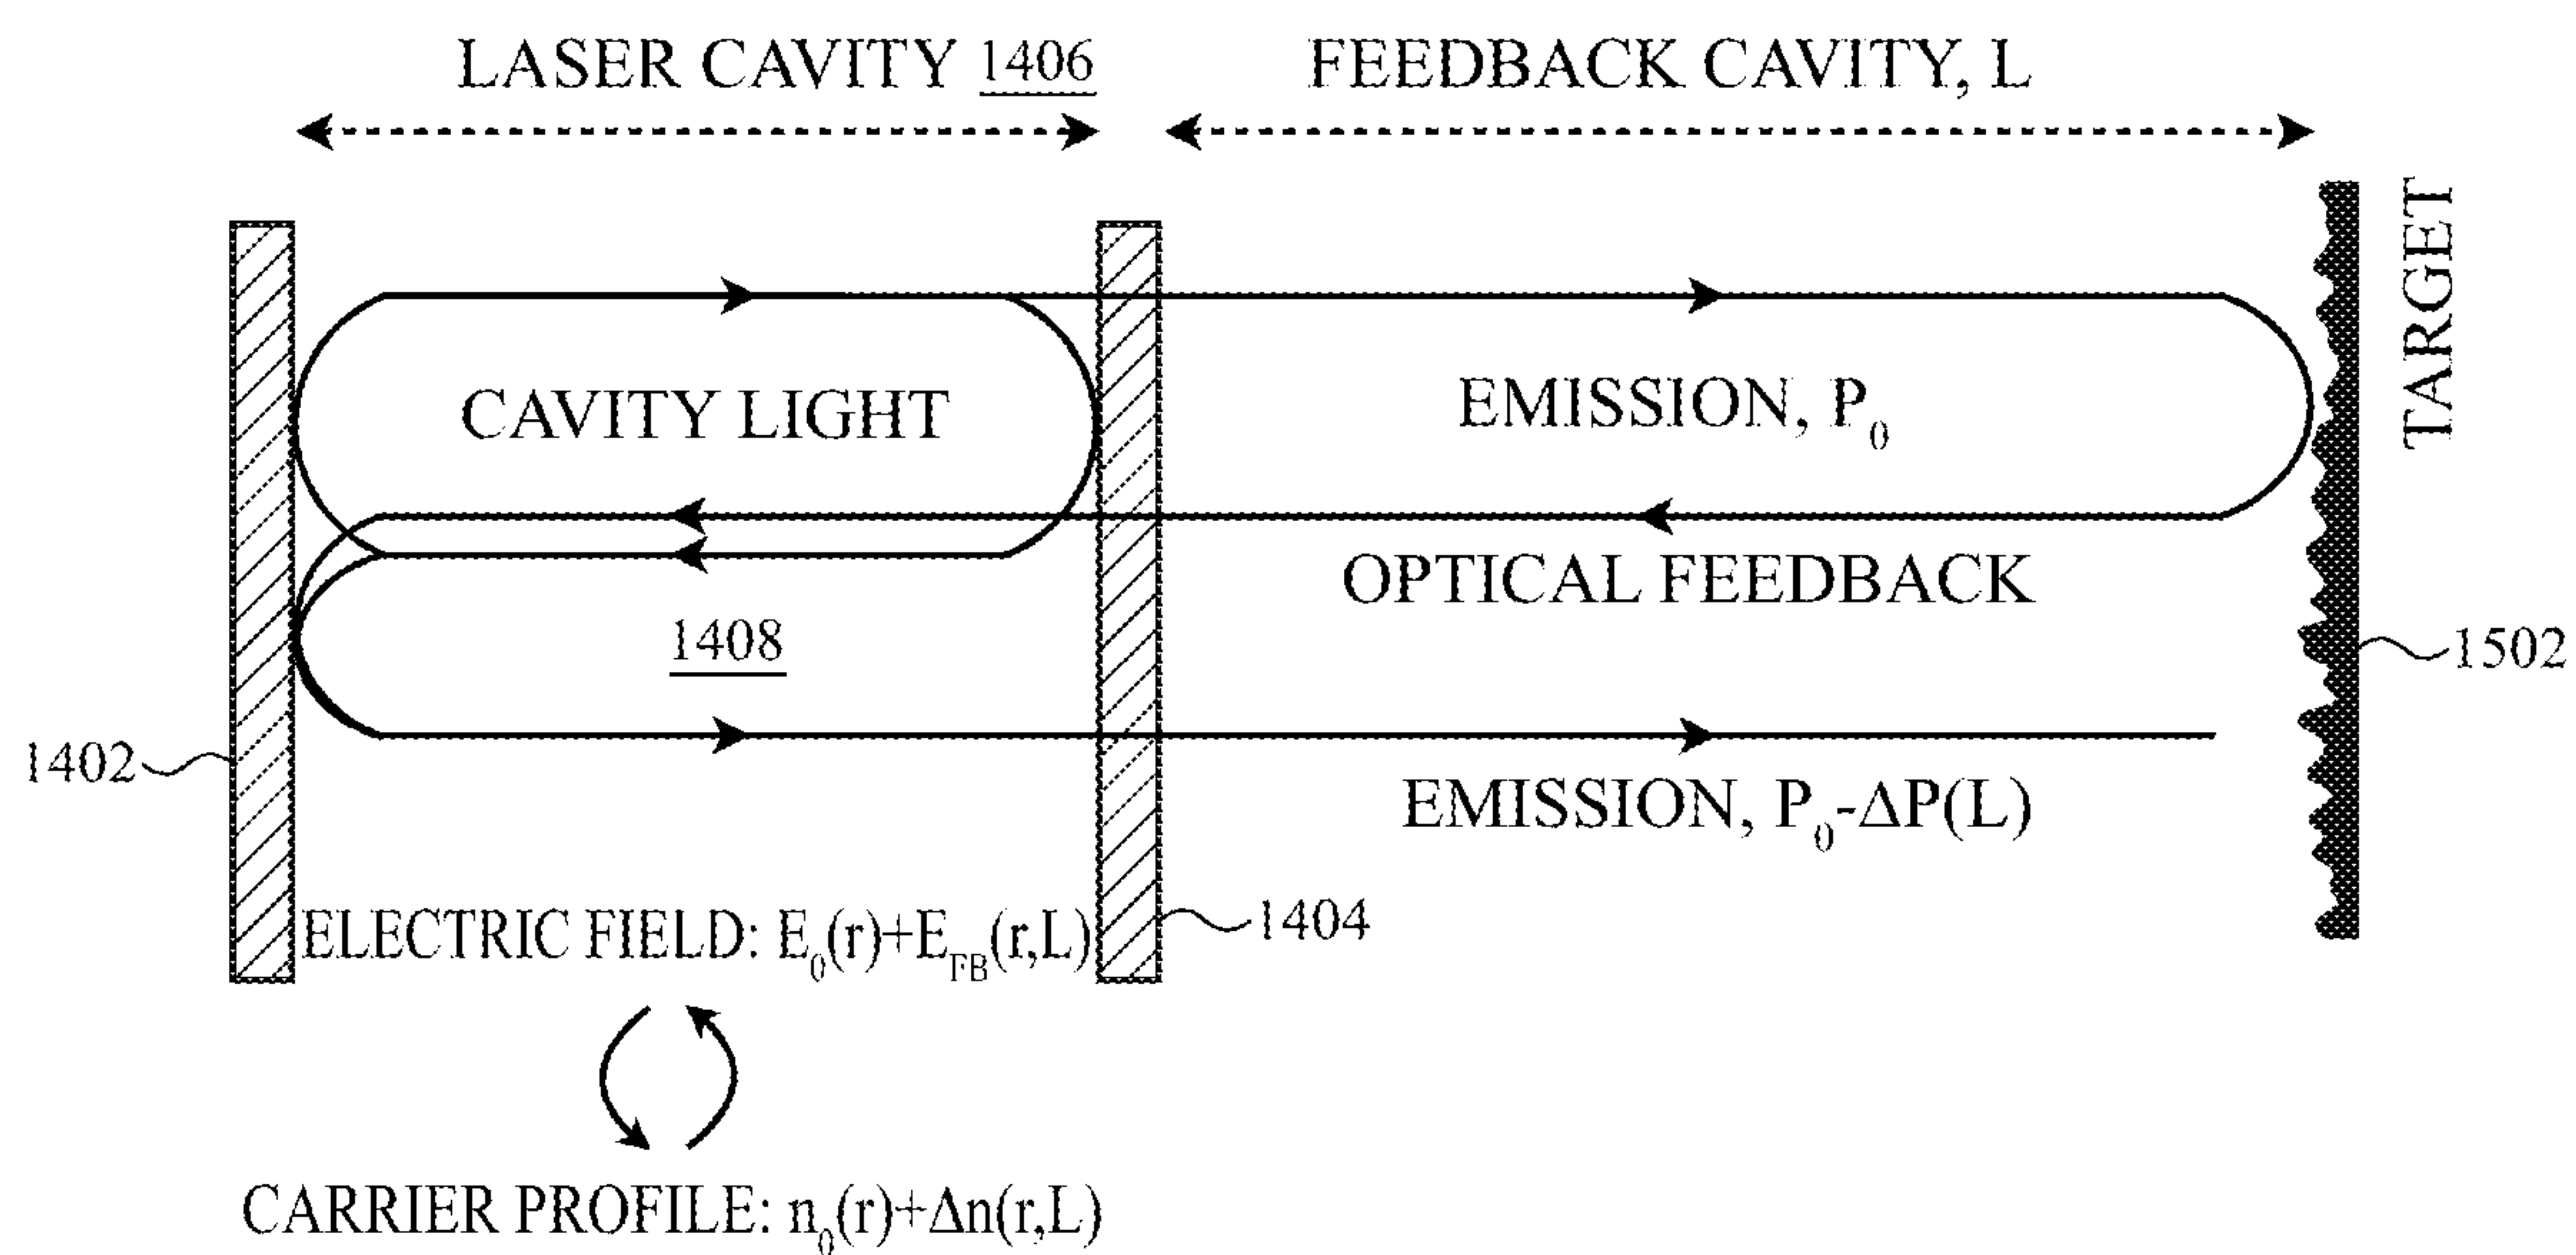 LASER CAVITY 1406
FEEDBACK CAVITY, L
TARGET
CAVITY LIGHT
EMISSION, P₀
OPTICAL FEEDBACK
1408
1502
1402
EMISSION, P₀-ΔP(L)
1404
ELECTRIC FIELD: E₀(r)+E_FB(r,L)
CARRIER PROFILE: n₀(r)+Δn(r,L)